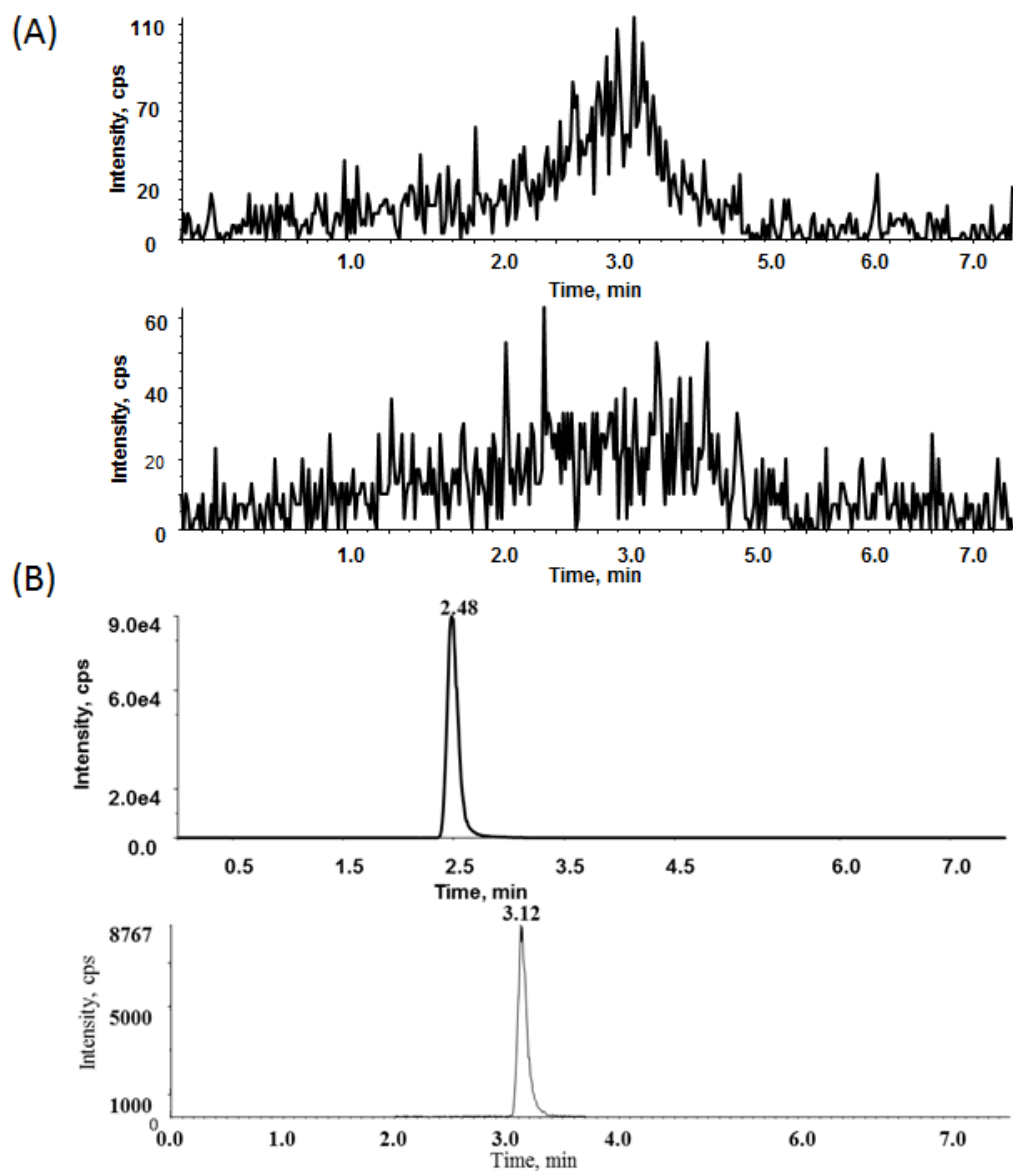 (A)
Intensity, cps
110
70
20
0
1.0 2.0 3.0 5.0 6.0 7.0
Time, min
Intensity, cps
60
40
20
0
1.0 2.0 3.0 5.0 6.0 7.0
Time, min
(B)
Intensity, cps
2.48
9.0e4
6.0e4
2.0e4
0.0
0.5 1.5 2.5 3.5 4.5 6.0 7.0
Time, min
Intensity, cps
3.12
8767
5000
1000
0
0.0 1.0 2.0 3.0 4.0 6.0 7.0
Time, min